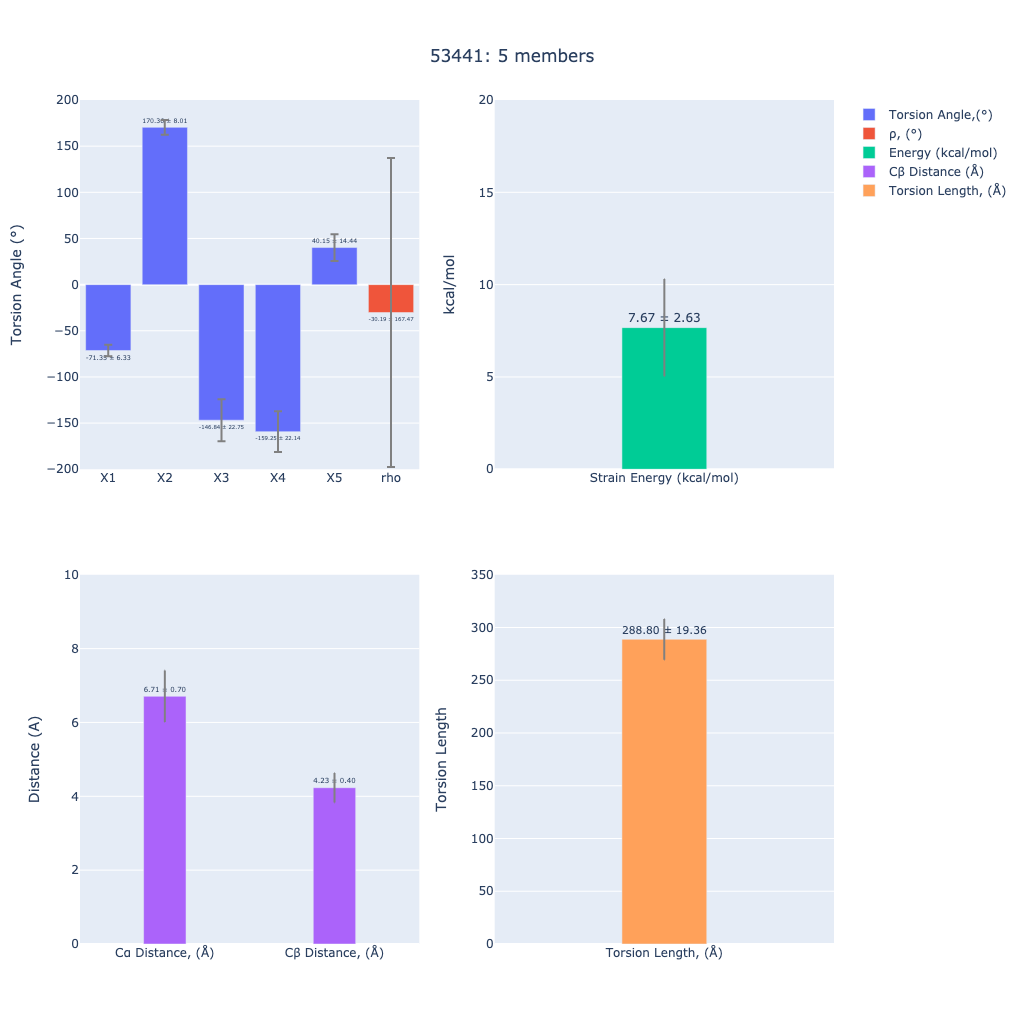 53441: 5 members
200
150
100
50
0
−50
−100
−150
−200
Torsion Angle (°)
170.36 ± 8.01
40.15 ± 14.44
-71.35 ± 6.33
-30.19 ± 167.47
-146.84 ± 22.75
-159.25 ± 22.14
X1 X2 X3 X4 X5 rho
20
15
10
5
0
kcal/mol
7.67 ± 2.63
Strain Energy (kcal/mol)
Torsion Angle,(°)
ρ, (°)
Energy (kcal/mol)
Cβ Distance (Å)
Torsion Length, (Å)
10
8
6
4
2
0
Distance (A)
6.71 ± 0.70
4.23 ± 0.40
Cα Distance, (Å) Cβ Distance, (Å)
350
300
250
200
150
100
50
0
Torsion Length
288.80 ± 19.36
Torsion Length, (Å)